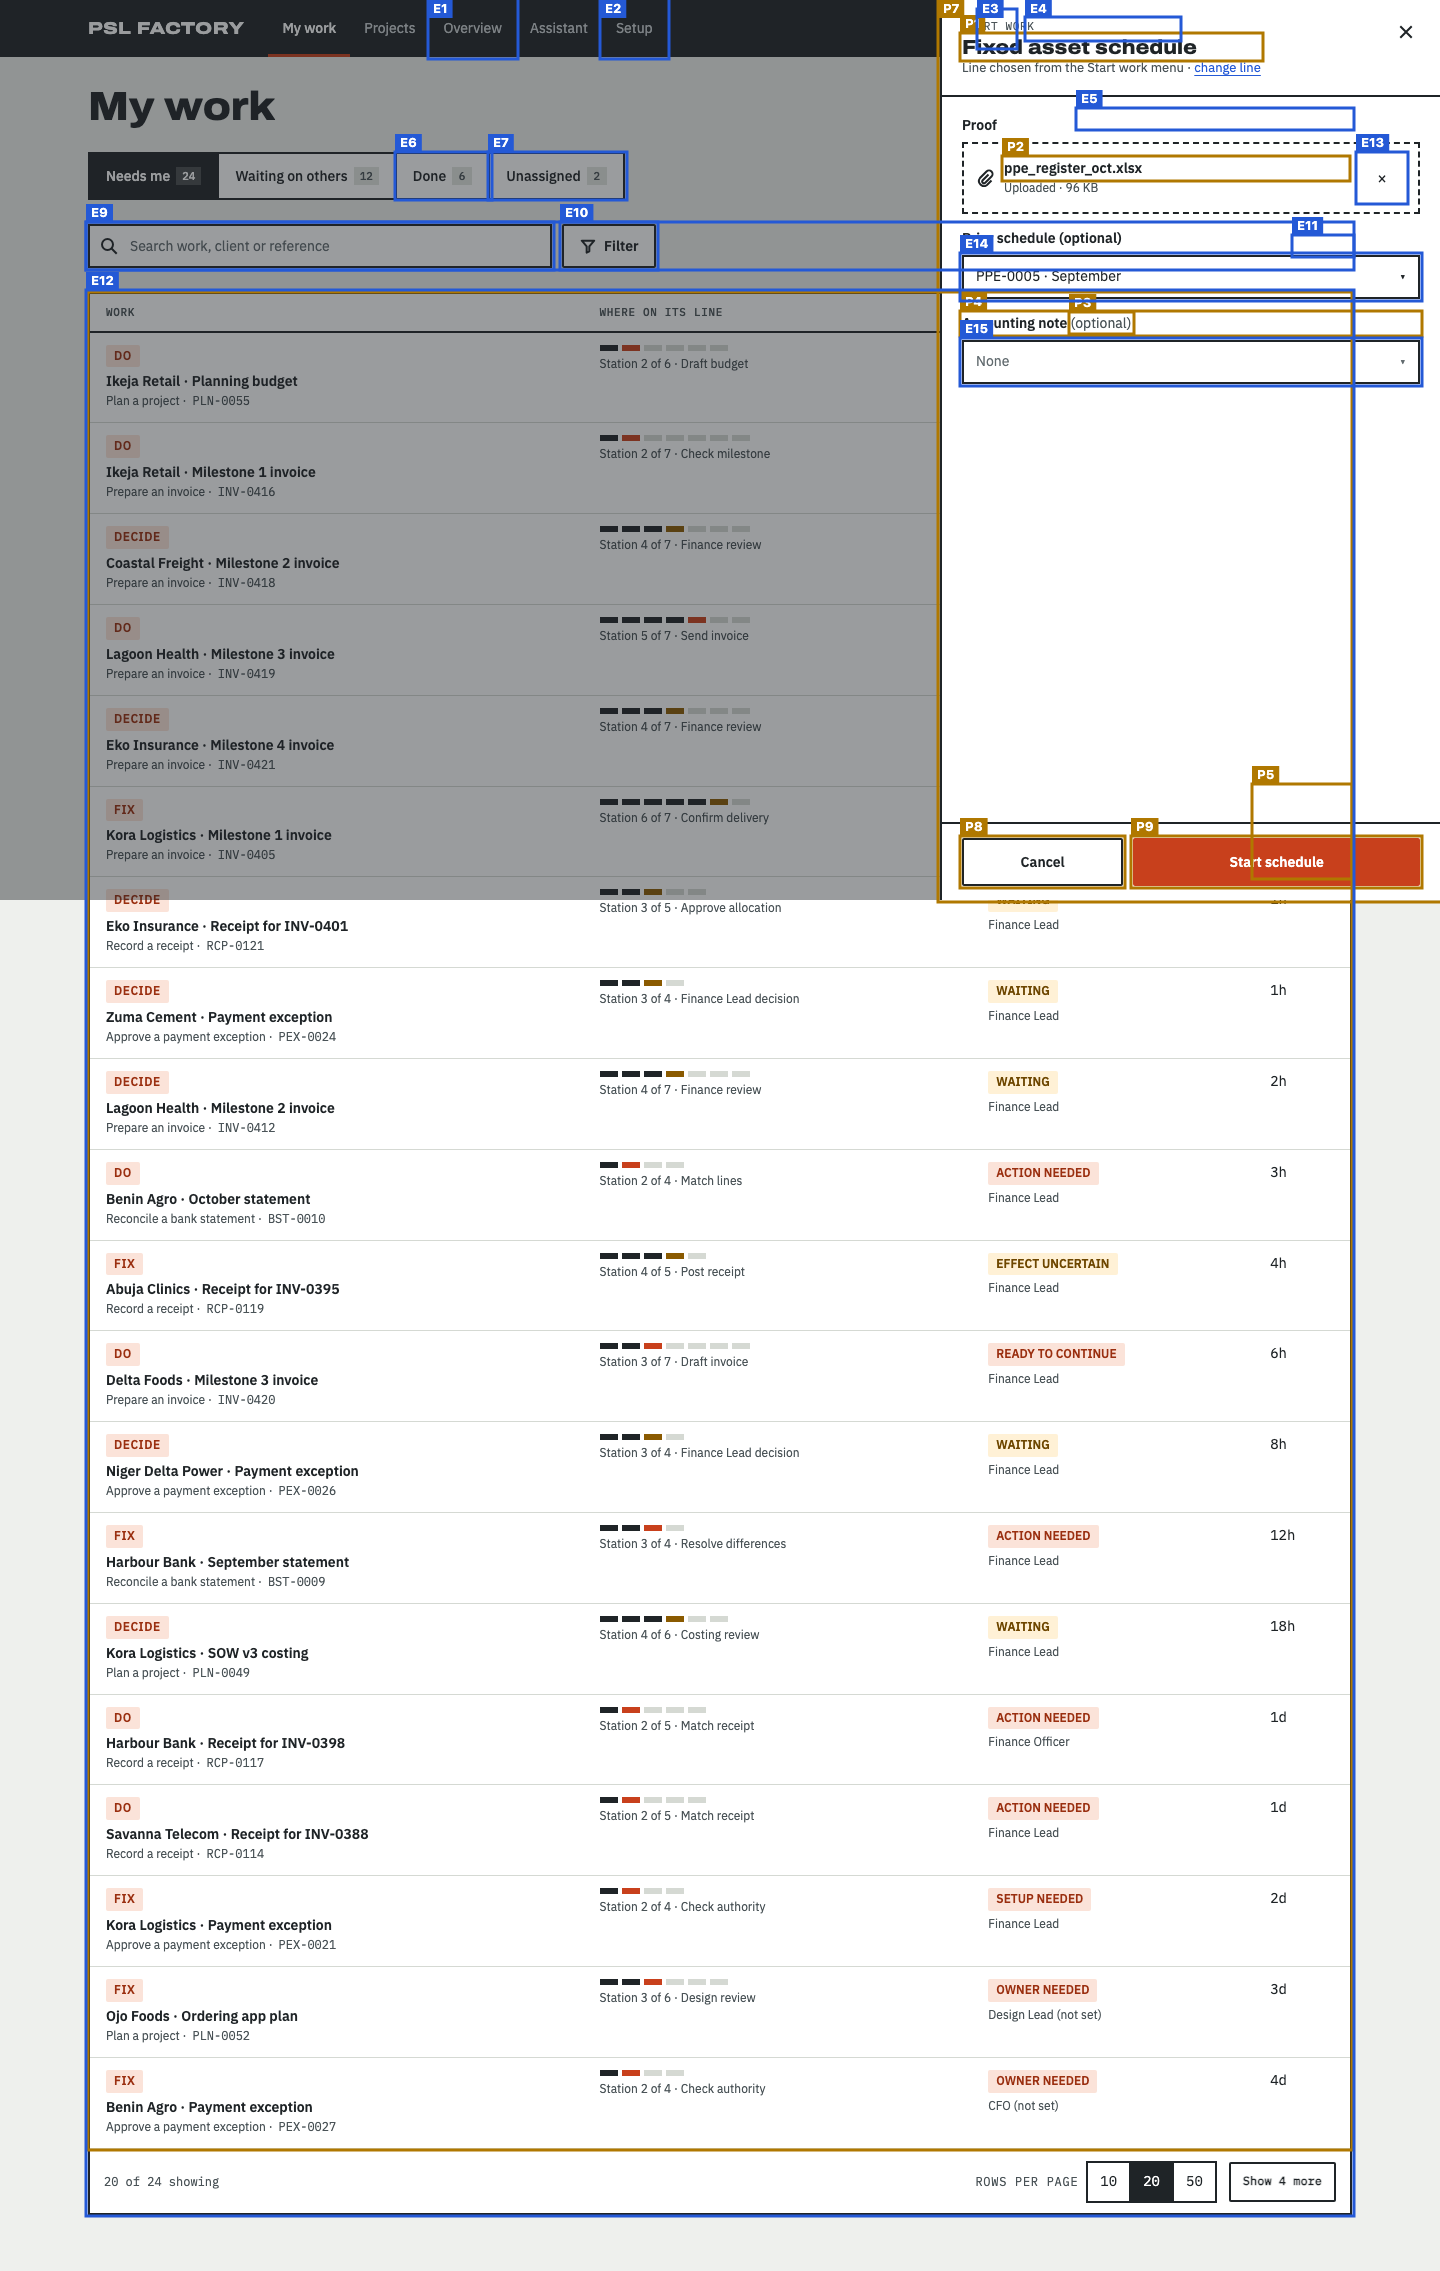 PSL FACTORY
My work
Projects
E1
Overview
Assistant
E2
Setup
P7
E3
E4
Fixed asset schedule
Line chosen from the Start work menu · change line
×
My work
Needs me 24
Waiting on others 12
E6
Done 6
E7
Unassigned 2
E5
Proof
P2
ppe_register_oct.xlsx
Uploaded · 96 KB
E13
×
E9
Search work, client or reference
E10
Filter
E11
schedule (optional)
E14
PPE-0005 · September
E12
P4
P3
(optional)
E15
None
WORK
WHERE ON ITS LINE
DO
Ikeja Retail · Planning budget
Plan a project · PLN-0055
Station 2 of 6 · Draft budget
DO
Ikeja Retail · Milestone 1 invoice
Prepare an invoice · INV-0416
Station 2 of 7 · Check milestone
DECIDE
Coastal Freight · Milestone 2 invoice
Prepare an invoice · INV-0418
Station 4 of 7 · Finance review
DO
Lagoon Health · Milestone 3 invoice
Prepare an invoice · INV-0419
Station 5 of 7 · Send invoice
DECIDE
Eko Insurance · Milestone 4 invoice
Prepare an invoice · INV-0421
Station 4 of 7 · Finance review
FIX
Kora Logistics · Milestone 1 invoice
Prepare an invoice · INV-0405
Station 6 of 7 · Confirm delivery
P5
P8
Cancel
P9
Start schedule
DECIDE
Eko Insurance · Receipt for INV-0401
Record a receipt · RCP-0121
Station 3 of 5 · Approve allocation
Finance Lead
DECIDE
Zuma Cement · Payment exception
Approve a payment exception · PEX-0024
Station 3 of 4 · Finance Lead decision
WAITING
Finance Lead
1h
DECIDE
Lagoon Health · Milestone 2 invoice
Prepare an invoice · INV-0412
Station 4 of 7 · Finance review
WAITING
Finance Lead
2h
DO
Benin Agro · October statement
Reconcile a bank statement · BST-0010
Station 2 of 4 · Match lines
ACTION NEEDED
Finance Lead
3h
FIX
Abuja Clinics · Receipt for INV-0395
Record a receipt · RCP-0119
Station 4 of 5 · Post receipt
EFFECT UNCERTAIN
Finance Lead
4h
DO
Delta Foods · Milestone 3 invoice
Prepare an invoice · INV-0420
Station 3 of 7 · Draft invoice
READY TO CONTINUE
Finance Lead
6h
DECIDE
Niger Delta Power · Payment exception
Approve a payment exception · PEX-0026
Station 3 of 4 · Finance Lead decision
WAITING
Finance Lead
8h
FIX
Harbour Bank · September statement
Reconcile a bank statement · BST-0009
Station 3 of 4 · Resolve differences
ACTION NEEDED
Finance Lead
12h
DECIDE
Kora Logistics · SOW v3 costing
Plan a project · PLN-0049
Station 4 of 6 · Costing review
WAITING
Finance Lead
18h
DO
Harbour Bank · Receipt for INV-0398
Record a receipt · RCP-0117
Station 2 of 5 · Match receipt
ACTION NEEDED
Finance Officer
1d
DO
Savanna Telecom · Receipt for INV-0388
Record a receipt · RCP-0114
Station 2 of 5 · Match receipt
ACTION NEEDED
Finance Lead
1d
FIX
Kora Logistics · Payment exception
Approve a payment exception · PEX-0021
Station 2 of 4 · Check authority
SETUP NEEDED
Finance Lead
2d
FIX
Ojo Foods · Ordering app plan
Plan a project · PLN-0052
Station 3 of 6 · Design review
OWNER NEEDED
Design Lead (not set)
3d
FIX
Benin Agro · Payment exception
Approve a payment exception · PEX-0027
Station 2 of 4 · Check authority
OWNER NEEDED
CFO (not set)
4d
20 of 24 showing
ROWS PER PAGE 10 20 50
Show 4 more